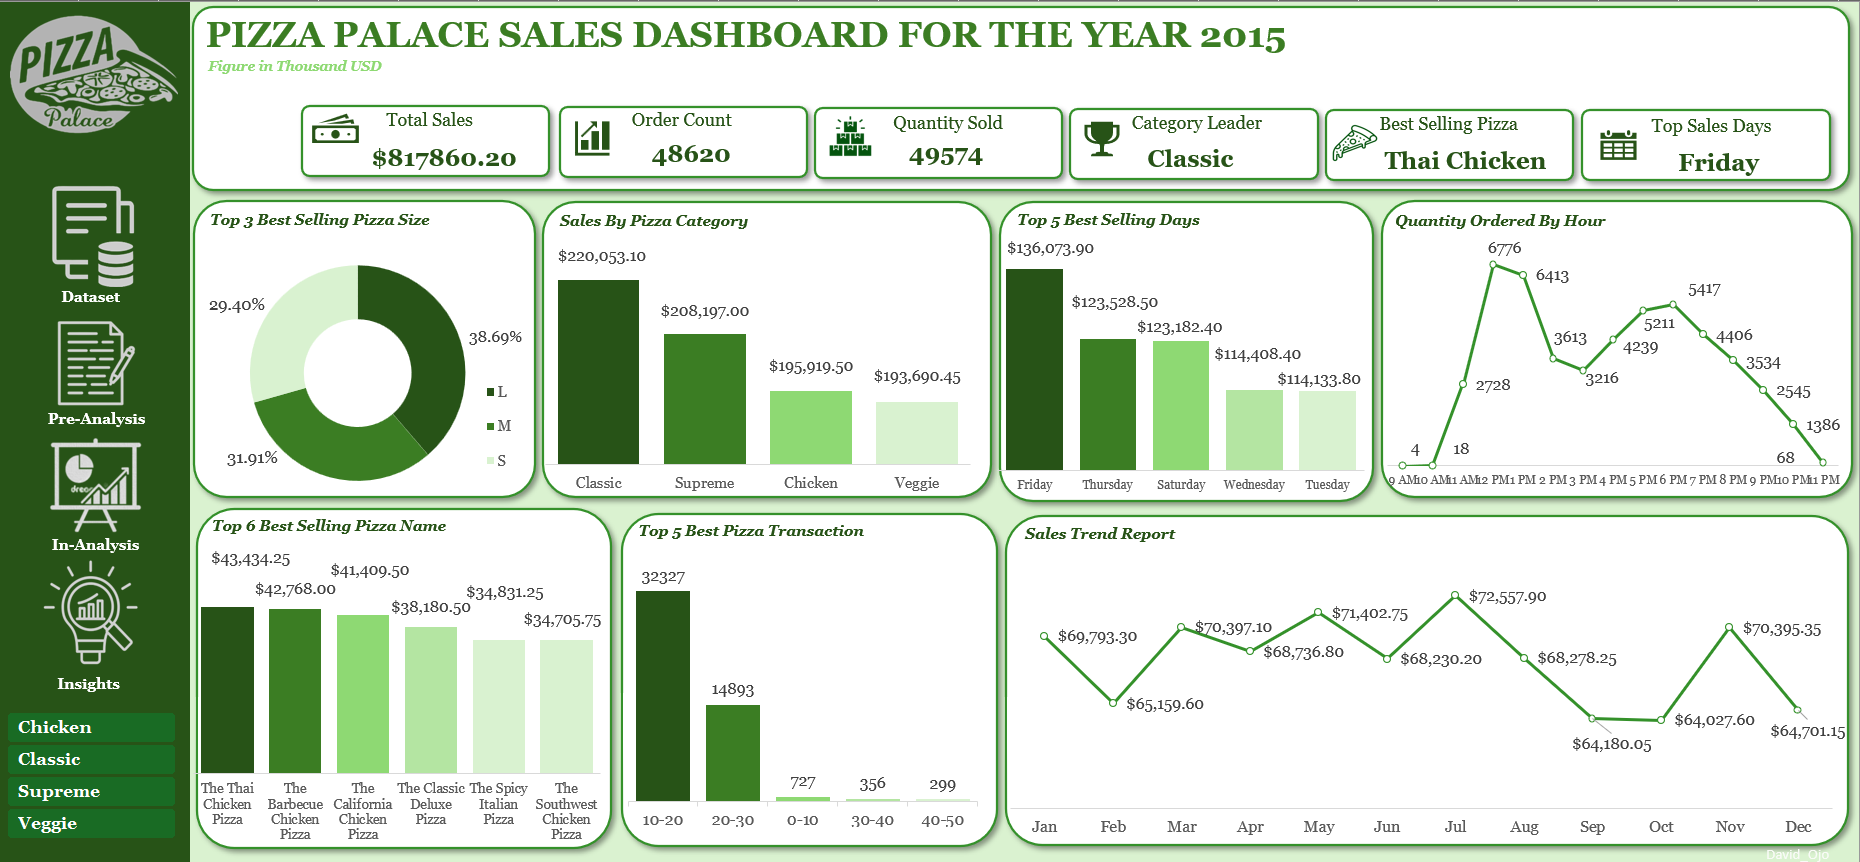 PIZZA
Palace
PIZZA PALACE SALES DASHBOARD FOR THE YEAR 2015
Figure in Thousand USD
Total Sales
$817860.20
Order Count
48620
Quantity Sold
49574
Category Leader
Classic
Best Selling Pizza
Thai Chicken
Top Sales Days
Friday
Dataset
Pre-Analysis
In-Analysis
Insights
Chicken
Classic
Supreme
Veggie
Top 3 Best Selling Pizza Size
29.40%
38.69%
31.91%
L
M
S
Sales By Pizza Category
$220,053.10
$208,197.00
$195,919.50
$193,690.45
Classic Supreme Chicken Veggie
Top 5 Best Selling Days
$136,073.90
$123,528.50
$123,182.40
$114,408.40
$114,133.80
Friday Thursday Saturday Wednesday Tuesday
Quantity Ordered By Hour
6776
6413
5417
5211
4406
3613
4239
3534
3216
2728
2545
1386
4
18
68
9 AM 10 AM 11 AM 12 PM 1 PM 2 PM 3 PM 4 PM 5 PM 6 PM 7 PM 8 PM 9 PM 10 PM 11 PM
Top 6 Best Selling Pizza Name
$43,434.25
$42,768.00
$41,409.50
$38,180.50
$34,831.25
$34,705.75
The Thai Chicken Pizza
The Barbecue Chicken Pizza
The California Chicken Pizza
The Classic Deluxe Pizza
The Spicy Italian Pizza
The Southwest Chicken Pizza
Top 5 Best Pizza Transaction
32327
14893
727
356
299
10-20 20-30 0-10 30-40 40-50
Sales Trend Report
$69,793.30
$65,159.60
$70,397.10
$68,736.80
$71,402.75
$68,230.20
$72,557.90
$68,278.25
$64,180.05
$64,027.60
$70,395.35
$64,701.15
Jan Feb Mar Apr May Jun Jul Aug Sep Oct Nov Dec
David_Ojo